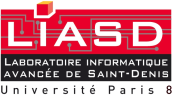 LIASD
LABORATOIRE INFORMATIQUE
AVANCÉE DE SAINT-DENIS
Université Paris 8